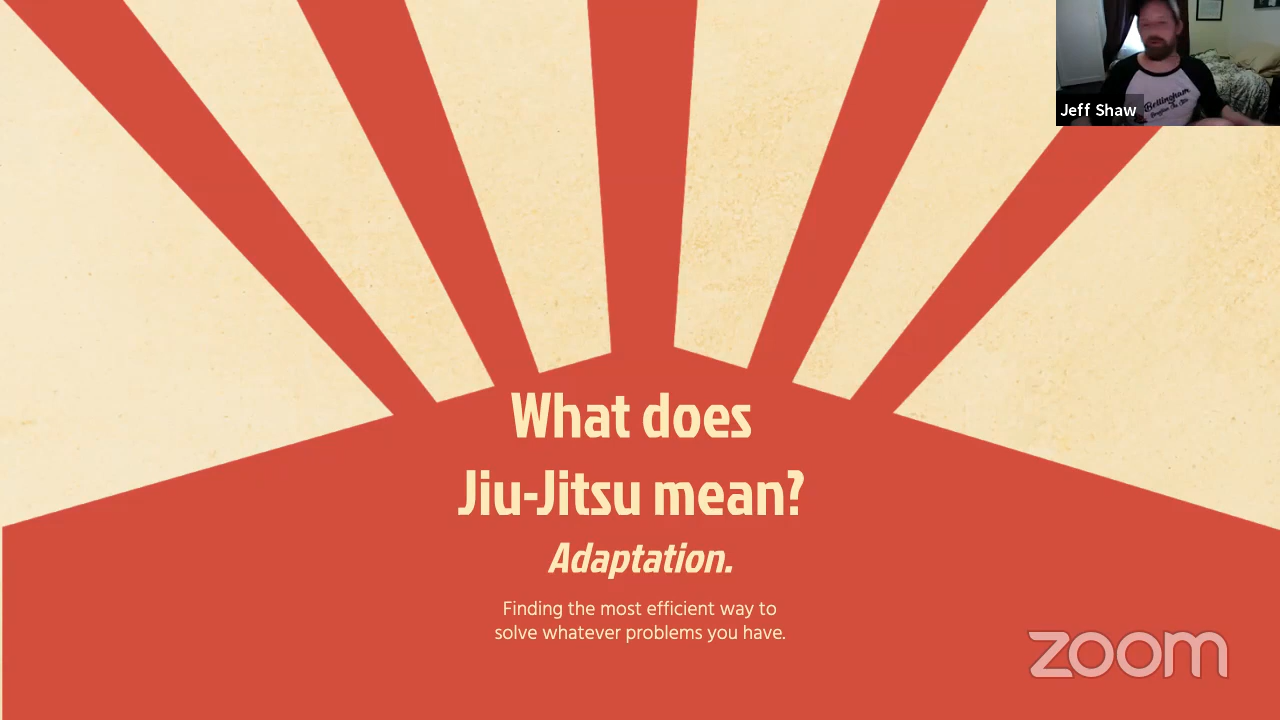 Jeff Shaw
Bellingham
What does
Jiu-Jitsu mean?
Adaptation.
Finding the most efficient way to
solve whatever problems you have.
zoom